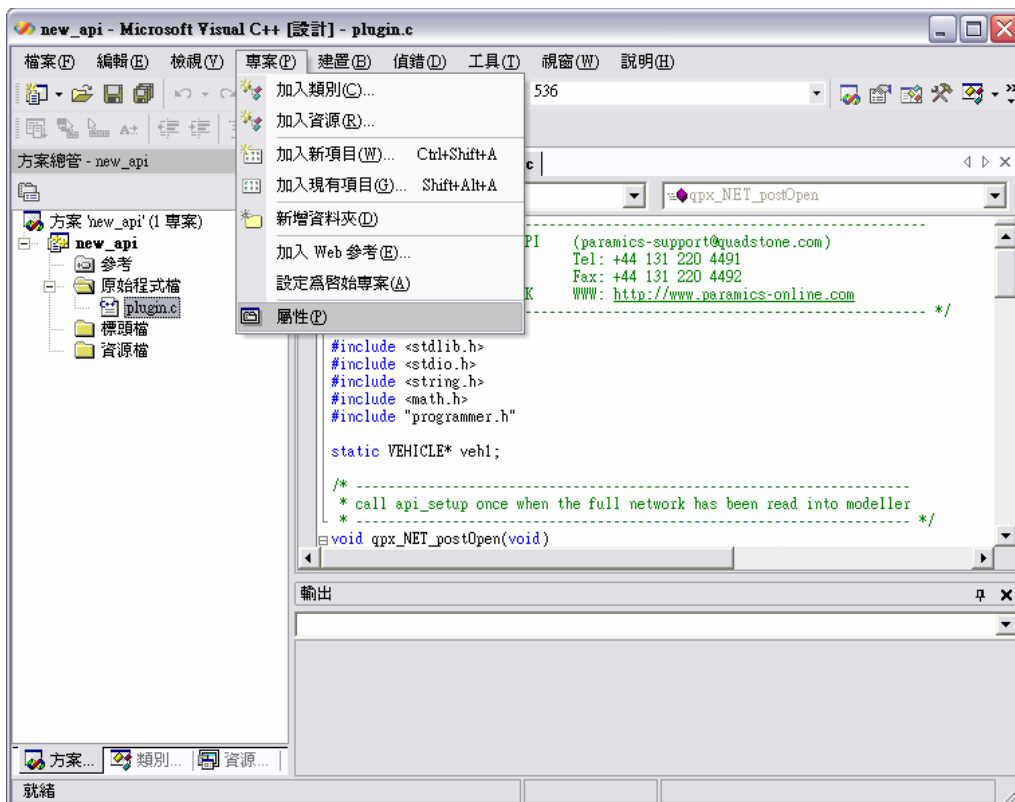 new_api - Microsoft Visual C++ [設計] - plugin.c
檔案(F) 編輯(E) 檢視(V) 專案(P) 建置(B) 偵錯(D) 工具(T) 視窗(W) 說明(H)
536
加入類別(C)...
加入資源(R)...
加入新項目(W)... Ctrl+Shift+A
加入現有項目(G)... Shift+Alt+A
新增資料夾(D)
加入 Web 參考(E)...
設定為啟始專案(A)
屬性(P)
方案總管 - new_api
方案 'new_api' (1 專案)
new_api
參考
原始程式檔
plugin.c
標頭檔
資源檔
c
qpx_NET_postOpen
-----------------------------------------
PI (paramics-support@quadstone.com)
Tel: +44 131 220 4491
Fax: +44 131 220 4492
K WWW: http://www.paramics-online.com
----------------------------------------- */
#include <stdlib.h>
#include <stdio.h>
#include <string.h>
#include <math.h>
#include "programmer.h"
static VEHICLE* veh1;
/* -----------------------------------------------------------------
* call api_setup once when the full network has been read into modeller
* ----------------------------------------------------------------- */
void qpx_NET_postOpen(void)
輸出
方案... 類別... 資源...
就緒